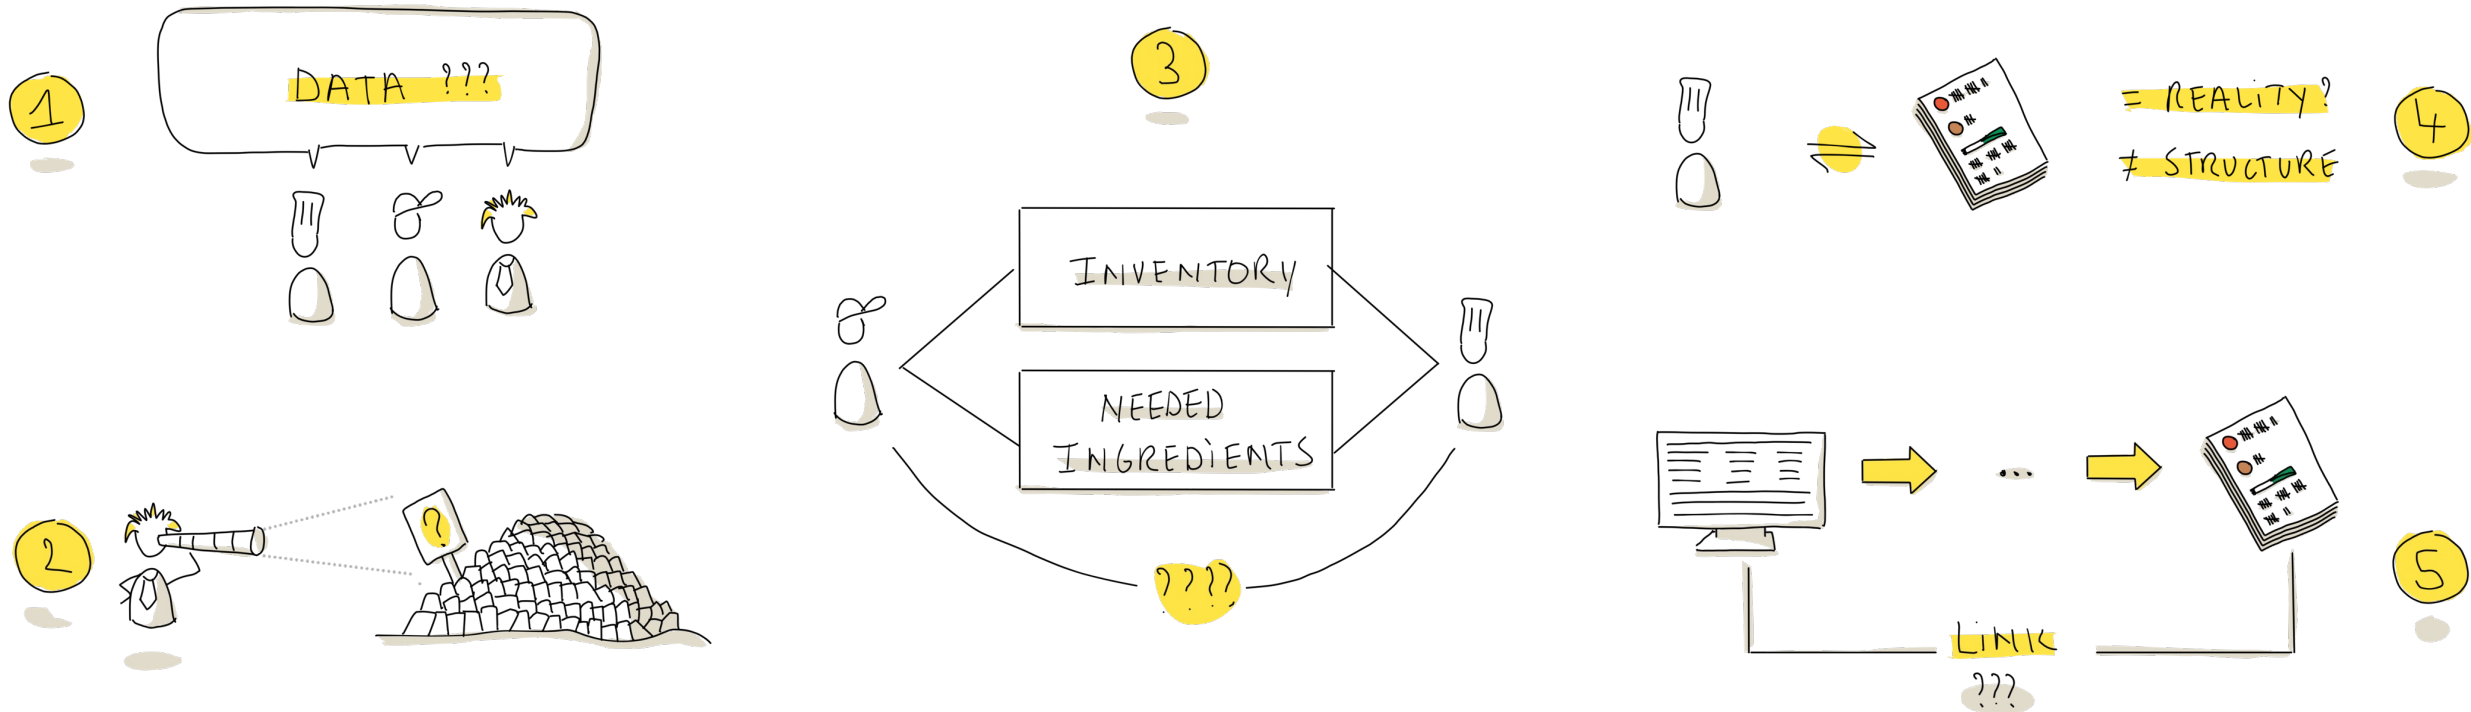 1
DATA ???
2
?
3
INVENTORY
NEEDED
INGREDiENTS
????
4
= REALiTY?
≠ STRUCTURE
5
LiNK
???